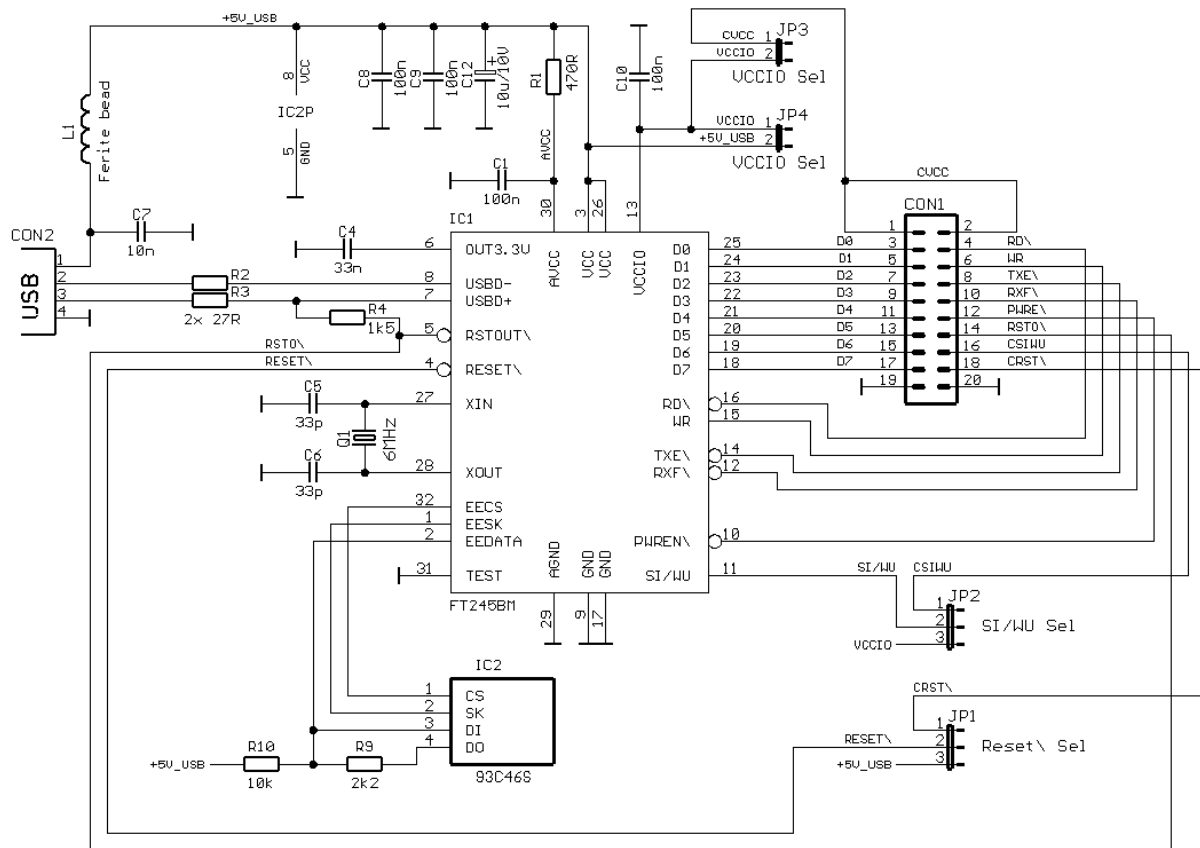 +5V_USB
L1
Ferite bead
8
VCC
IC2P
5
GND
C8
100n
C9
100n
C12
+
10u/10V
R1
470R
AVCC
C10
100n
CVCC 1
VCCIO 2
JP3
VCCIO Sel
VCCIO 1
+5V_USB 2
JP4
VCCIO Sel
CVCC
C1
100n
30
3
26
13
C7
10n
C4
33n
CON2
USB
1
2
3
4
R2
R3
2x 27R
R4
1k5
RSTO\
RESET\
C5
33p
Q1
6MHz
C6
33p
IC1
6 OUT3.3V
8 USBD-
7 USBD+
5 RSTOUT\
4 RESET\
27 XIN
28 XOUT
32 EECS
1 EESK
2 EEDATA
31 TEST
AVCC
VCC
VCC
VCCIO
D0 25
D1 24
D2 23
D3 22
D4 21
D5 20
D6 19
D7 18
RD\ 16
WR 15
TXE\ 14
RXF\ 12
PWREN\ 10
SI/WU 11
AGND
GND
GND
29
9
17
FT245BM
CON1
1 2
D0 3 4 RD\
D1 5 6 WR
D2 7 8 TXE\
D3 9 10 RXF\
D4 11 12 PWRE\
D5 13 14 RSTO\
D6 15 16 CSIWU
D7 17 18 CRST\
19 20
SI/WU
CSIWU
JP2
1
2
3
VCCIO
SI/WU Sel
CRST\
JP1
1
RESET\ 2
+5V_USB 3
Reset\ Sel
IC2
1 CS
2 SK
3 DI
4 DO
93C46S
+5V_USB
R10
10k
R9
2k2